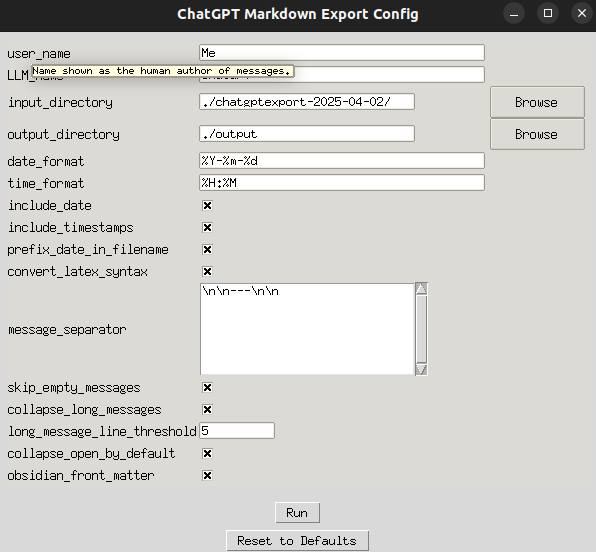 ChatGPT Markdown Export Config
user_name Me
Name shown as the human author of messages.
input_directory ./chatgptexport-2025-04-02/ Browse
output_directory ./output Browse
date_format %Y-%m-%d
time_format %H:%M
include_date
include_timestamps
prefix_date_in_filename
convert_latex_syntax
\n\n---\n\n
message_separator
skip_empty_messages
collapse_long_messages
long_message_line_threshold 5
collapse_open_by_default
obsidian_front_matter
Run
Reset to Defaults